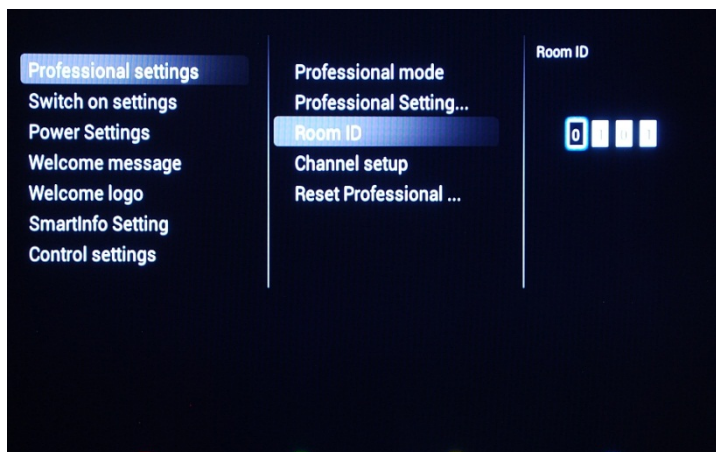 Professional settings
Switch on settings
Power Settings
Welcome message
Welcome logo
SmartInfo Setting
Control settings
Professional mode
Professional Setting...
Room ID
Channel setup
Reset Professional ...
Room ID
0